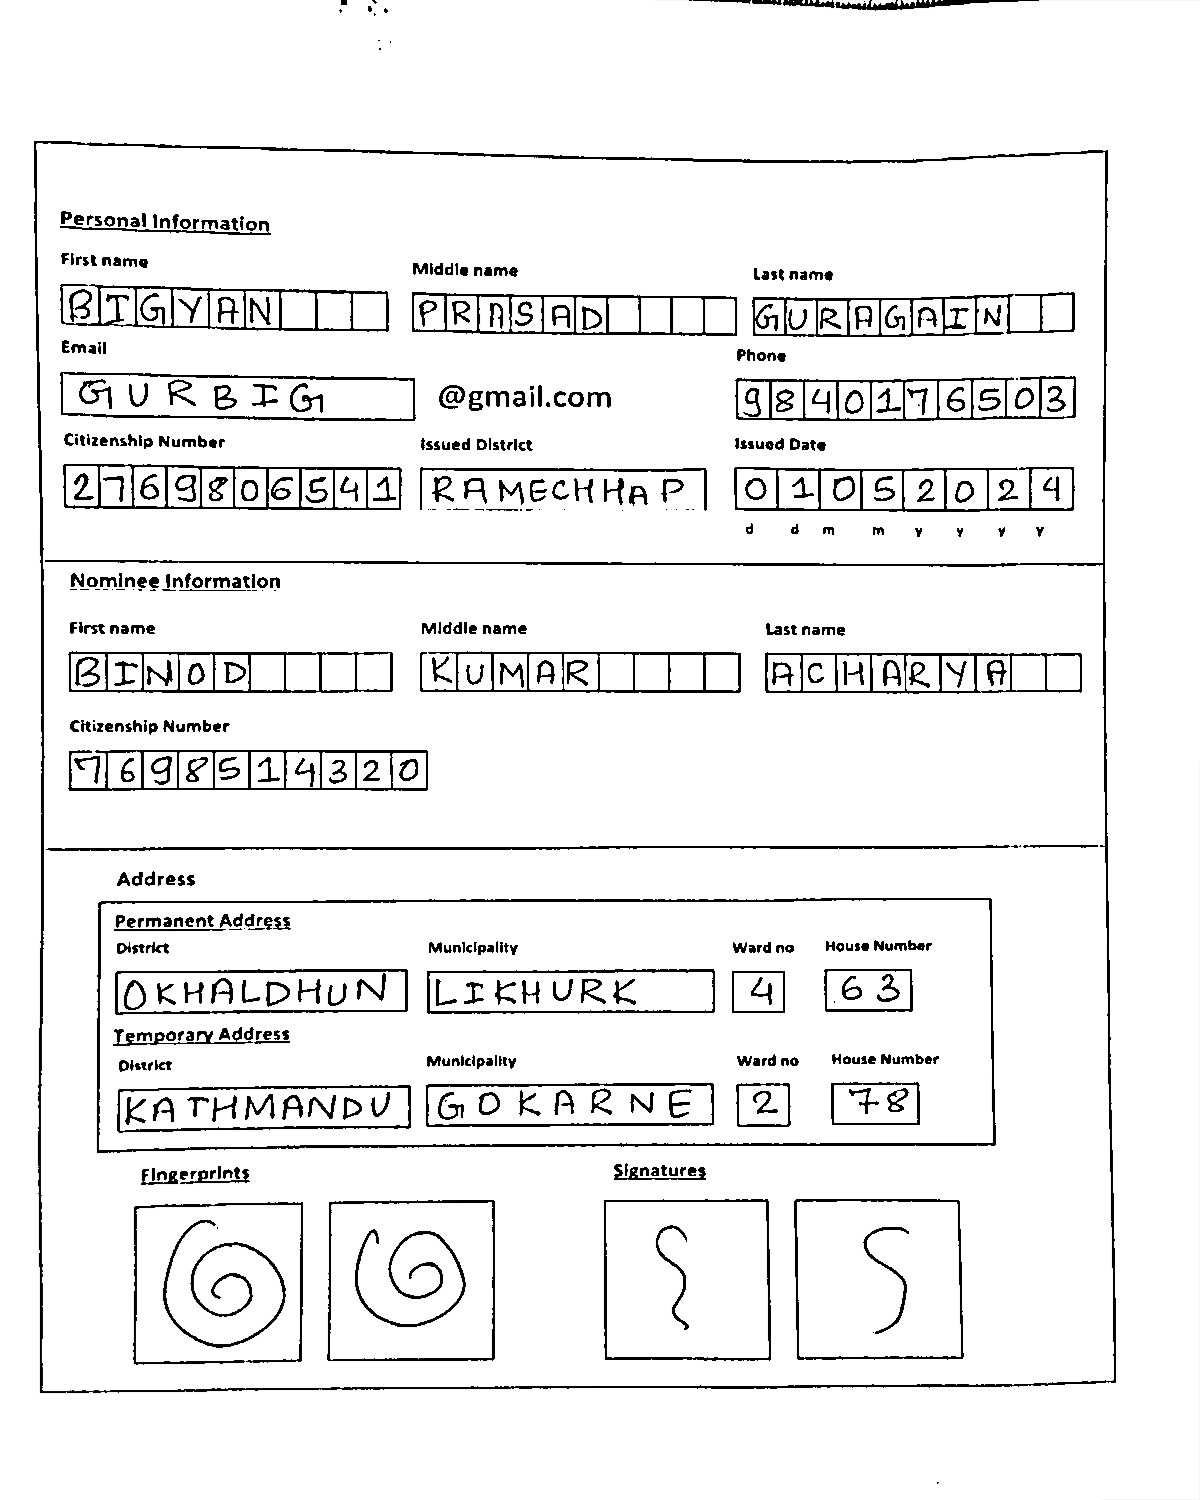 Personal Information
First name Middle name Last name
BIGYAN PRASAD GURAGAIN
Email Phone
GURBIG @gmail.com 9840176503
Citizenship Number Issued District Issued Date
2769806541 RAMECHHAP 01052024
d d m m y y y y
Nominee Information
First name Middle name Last name
BINOD KUMAR ACHARYA
Citizenship Number
7698514320
Address
Permanent Address
District Municipality Ward no House Number
OKHALDHUN LIKHURK 4 63
Temporary Address
District Municipality Ward no House Number
KATHMANDU GOKARNE 2 78
Fingerprints Signatures